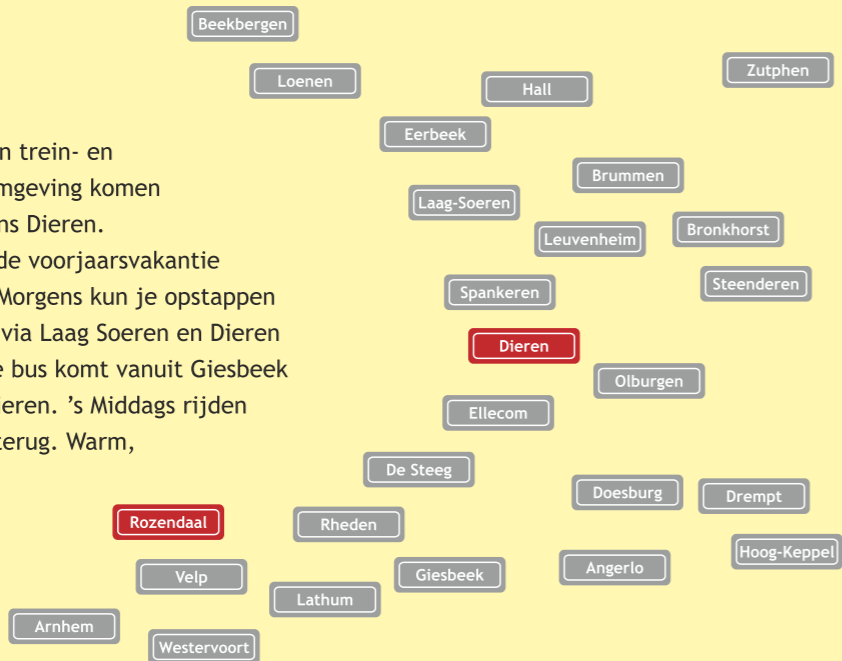 Beekbergen
Loenen
Hall
Zutphen
Eerbeek
Brummen
Laag-Soeren
Leuvenheim
Bronkhorst
Spankeren
Steenderen
Dieren
Olburgen
Ellecom
De Steeg
Doesburg
Drempt
Rozendaal
Rheden
Hoog-Keppel
Velp
Giesbeek
Angerlo
Lathum
Arnhem
Westervoort
n trein- en
mgeving komen
ns Dieren.
de voorjaarsvakantie
Morgens kun je opstappen
via Laag Soeren en Dieren
e bus komt vanuit Giesbeek
ieren. ’s Middags rijden
terug. Warm,